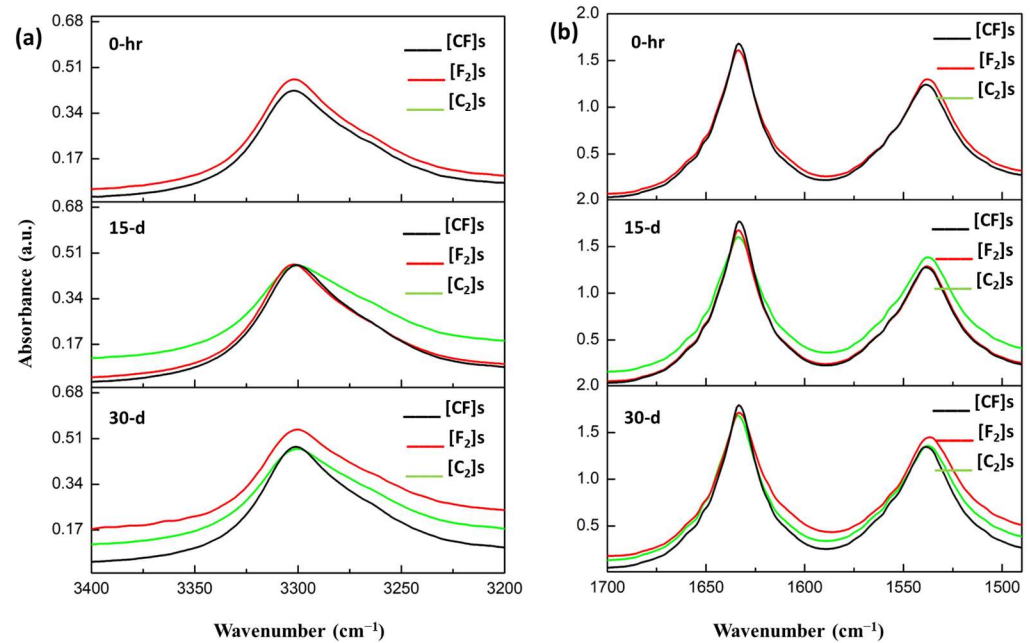 (a)
0.68
0-hr
[CF]s
[F₂]s
[C₂]s
0.51
0.34
0.17
0.68
15-d
[CF]s
[F₂]s
[C₂]s
0.51
0.34
0.17
0.68
30-d
[CF]s
[F₂]s
[C₂]s
0.51
0.34
0.17
Absorbance (a.u.)
3400 3350 3300 3250 3200
Wavenumber (cm⁻¹)
(b)
2.0
0-hr
[CF]s
[F₂]s
[C₂]s
1.5
1.0
0.5
2.0
15-d
[CF]s
[F₂]s
[C₂]s
1.5
1.0
0.5
2.0
30-d
[CF]s
[F₂]s
[C₂]s
1.5
1.0
0.5
1700 1650 1600 1550 1500
Wavenumber (cm⁻¹)